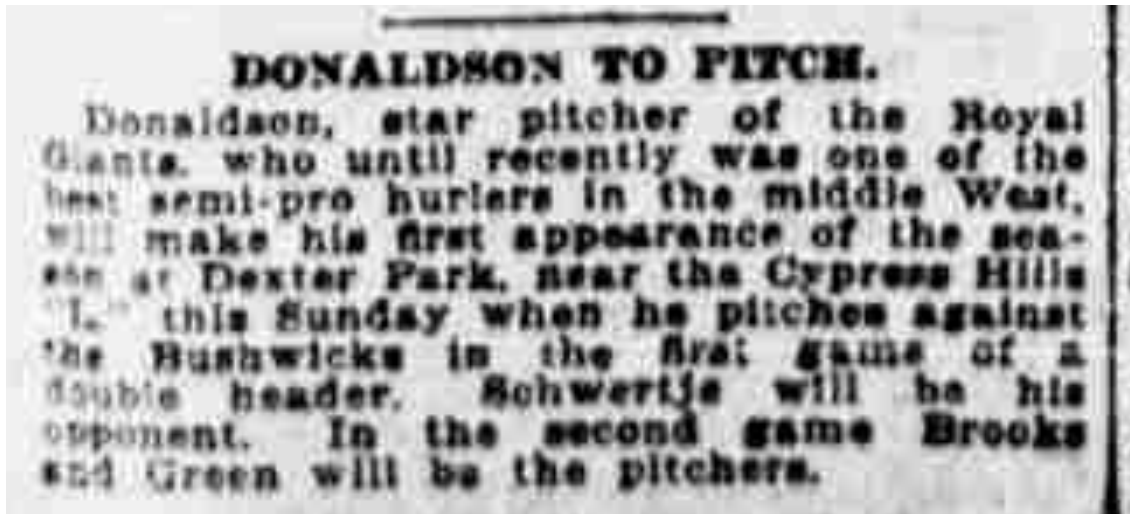 DONALDSON TO PITCH.
Donaldson, star pitcher of the Royal
Giants, who until recently was one of the
best semi-pro hurlers in the middle West,
will make his first appearance of the sea-
son at Dexter Park, near the Cypress Hills
"L" this Sunday when he pitches against
the Bushwicks in the first game of a
double header. Schwertje will be his
opponent. In the second game Brooks
and Green will be the pitchers.